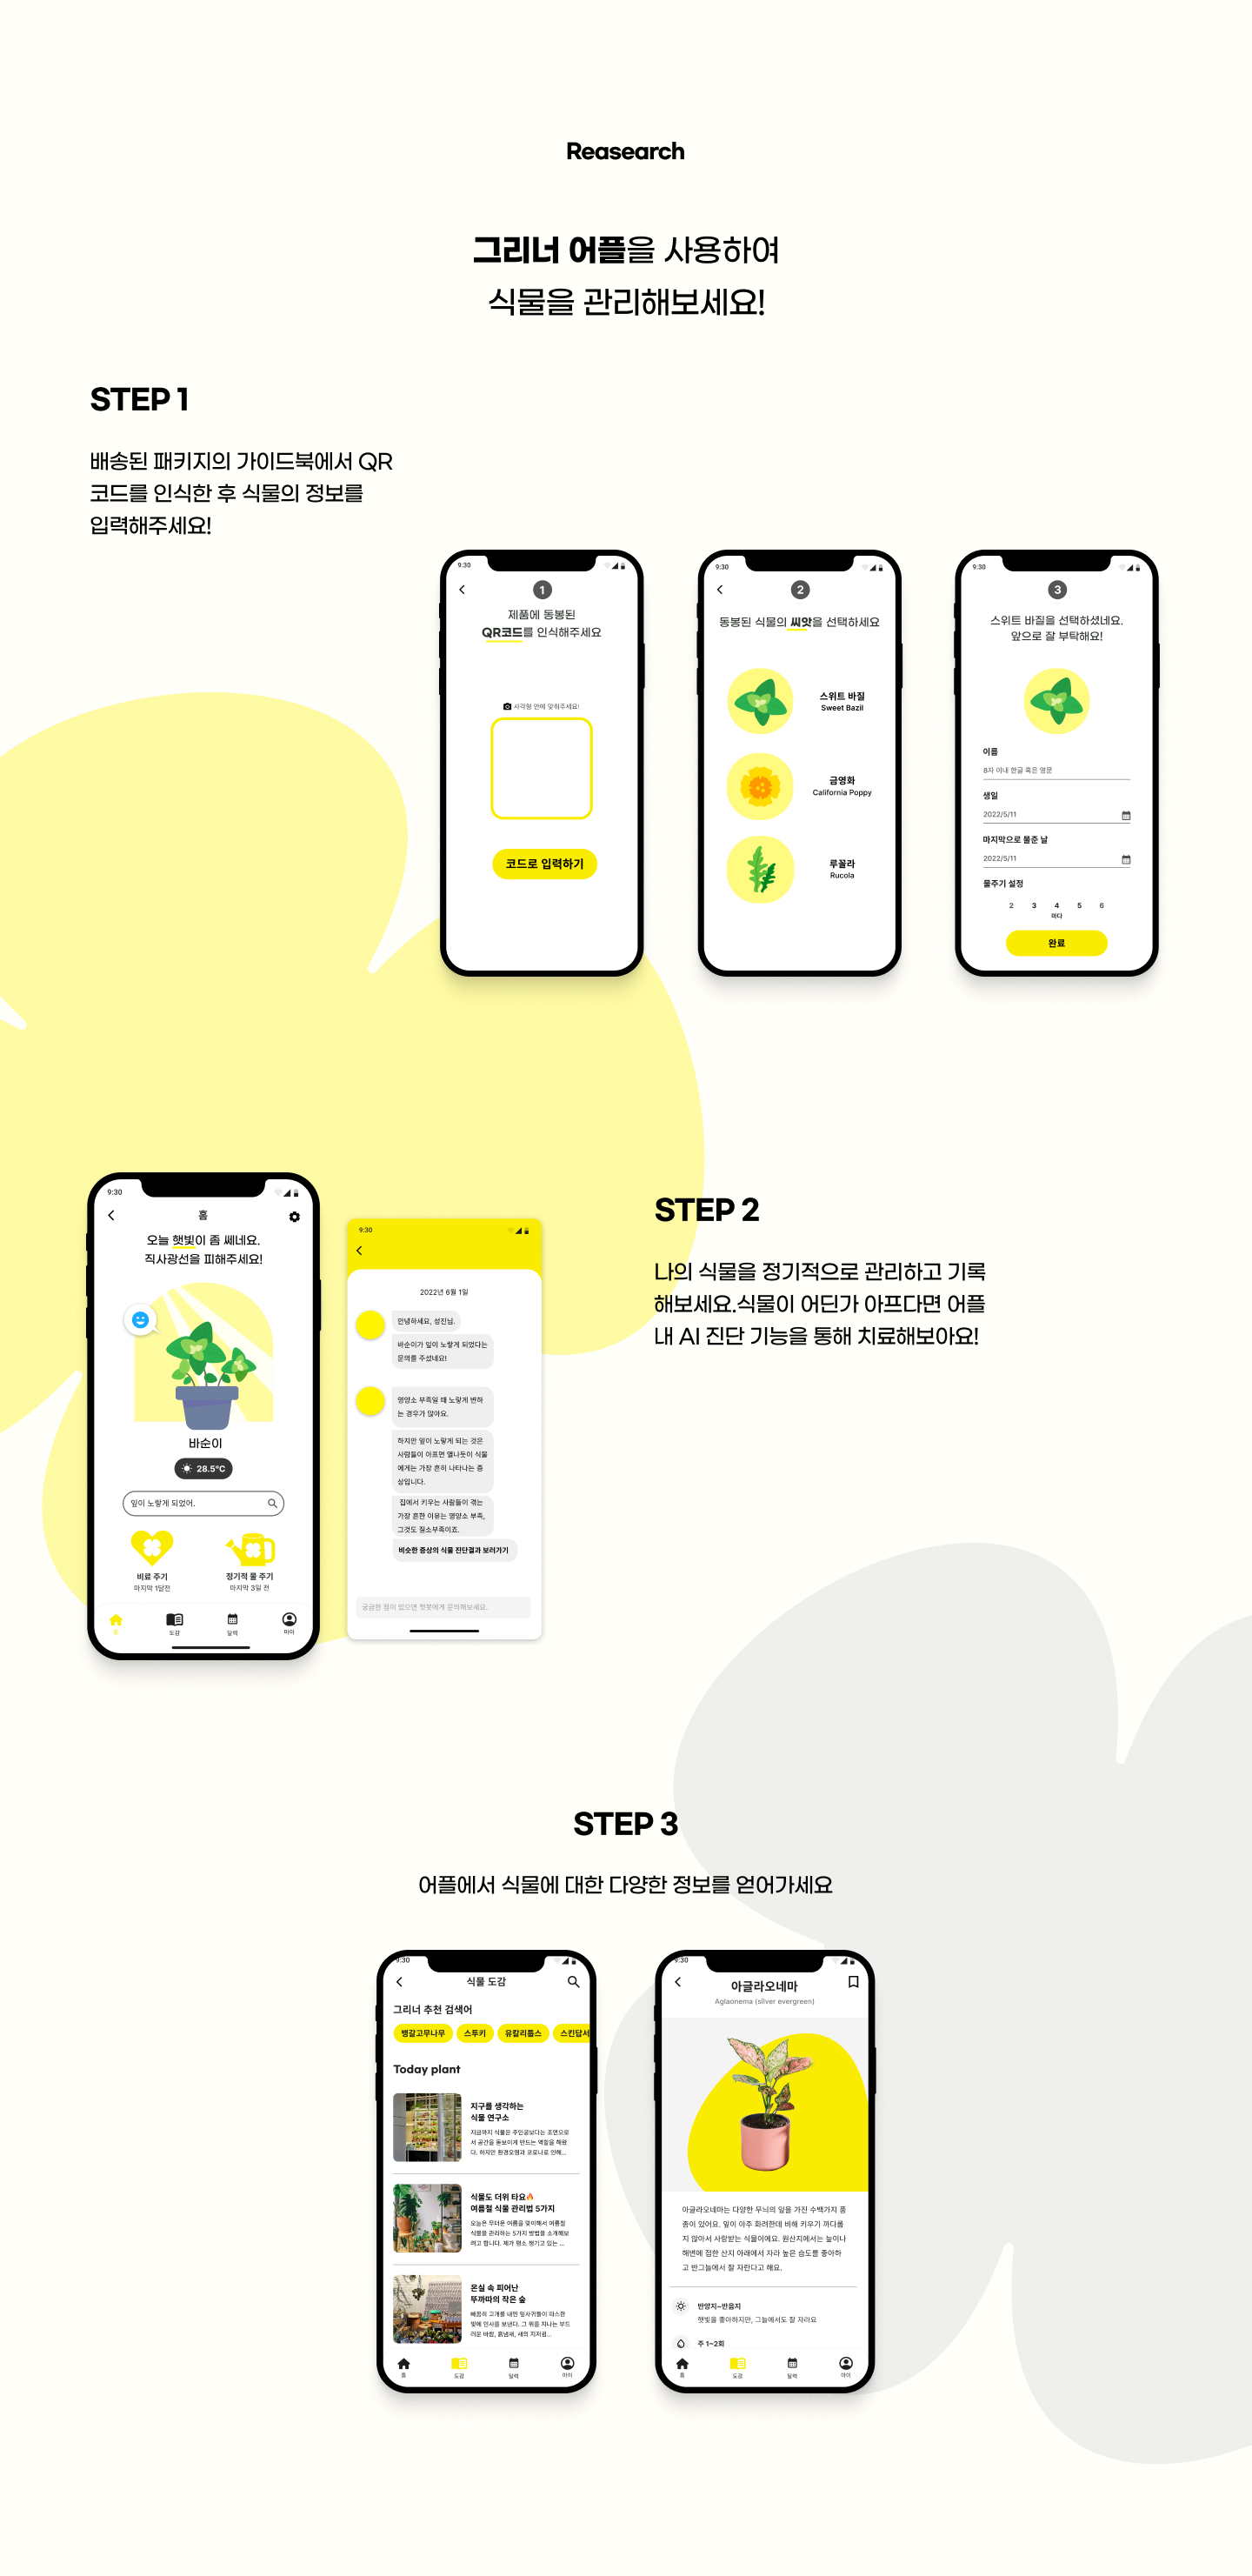 Reasearch
그리너 어플을 사용하여
식물을 관리해보세요!
STEP 1
배송된 패키지의 가이드북에서 QR
코드를 인식한 후 식물의 정보를
입력해주세요!
9:30
1
제품에 동봉된
QR코드를 인식해주세요
사각형 안에 맞춰주세요!
코드로 입력하기
9:30
2
동봉된 식물의 씨앗을 선택하세요
스위트 바질
Sweet Bazil
금영화
California Poppy
루꼴라
Rucola
9:30
3
스위트 바질을 선택하셨네요.
앞으로 잘 부탁해요!
이름
8자 이내 한글 혹은 영문
생일
2022/5/11
마지막으로 물준 날
2022/5/11
물주기 설정
2 3 4 5 6
마다
완료
9:30
홈
오늘 햇빛이 좀 쎄네요.
직사광선을 피해주세요!
바순이
28.5°C
잎이 노랗게 되었어.
비료 주기
마지막 1달전
정기적 물 주기
마지막 3일 전
홈 도감 달력 마이
9:30
2022년 6월 1일
안녕하세요, 성진님.
바순이가 잎이 노랗게 되었다는
문의를 주셨네요!
영양소 부족일 때 노랗게 변하
는 경우가 많아요.
하지만 잎이 노랗게 되는 것은
사람들이 아프면 열나듯이 식물
에게는 가장 흔히 나타나는 증
상입니다.
집에서 키우는 사람들이 겪는
가장 흔한 이유는 영양소 부족,
그것도 질소부족이죠.
비슷한 증상의 식물 진단결과 보러가기
궁금한 점이 있으면 챗봇에게 문의해보세요.
STEP 2
나의 식물을 정기적으로 관리하고 기록
해보세요.식물이 어딘가 아프다면 어플
내 AI 진단 기능을 통해 치료해보아요!
STEP 3
어플에서 식물에 대한 다양한 정보를 얻어가세요
9:30
식물 도감
그리너 추천 검색어
뱅갈고무나무 스투키 유칼리툽스 스킨답서
Today plant
지구를 생각하는
식물 연구소
지금까지 식물은 주인공보다는 조연으로
서 공간을 돋보이게 만드는 역할을 해왔
다. 하지만 환경오염과 코로나로 인해...
식물도 더위 타요🔥
여름철 식물 관리법 5가지
오늘은 무더운 여름을 맞이해서 여름철
식물을 관리하는 5가지 방법을 소개해보
려고 합니다. 제가 평소 챙기고 있는 ...
온실 속 피어난
뚜까따의 작은 숲
빼꼼히 고개를 내민 잎사귀들이 따스한
빛에 인사를 보낸다. 그 위를 지나는 부드
러운 바람, 흙냄새, 새의 지저귐...
홈 도감 달력 마이
9:30
아글라오네마
Aglaonema (silver evergreen)
아글라오네마는 다양한 무늬의 잎을 가진 수백가지 품
종이 있어요. 잎이 아주 화려한데 비해 키우기 까다롭
지 않아서 사랑받는 식물이에요. 원산지에서는 늪이나
해변에 접한 산지 아래에서 자라 높은 습도를 좋아하
고 반그늘에서 잘 자란다고 해요.
반양지~반음지
햇빛을 좋아하지만, 그늘에서도 잘 자라요
주 1~2회
홈 도감 달력 마이